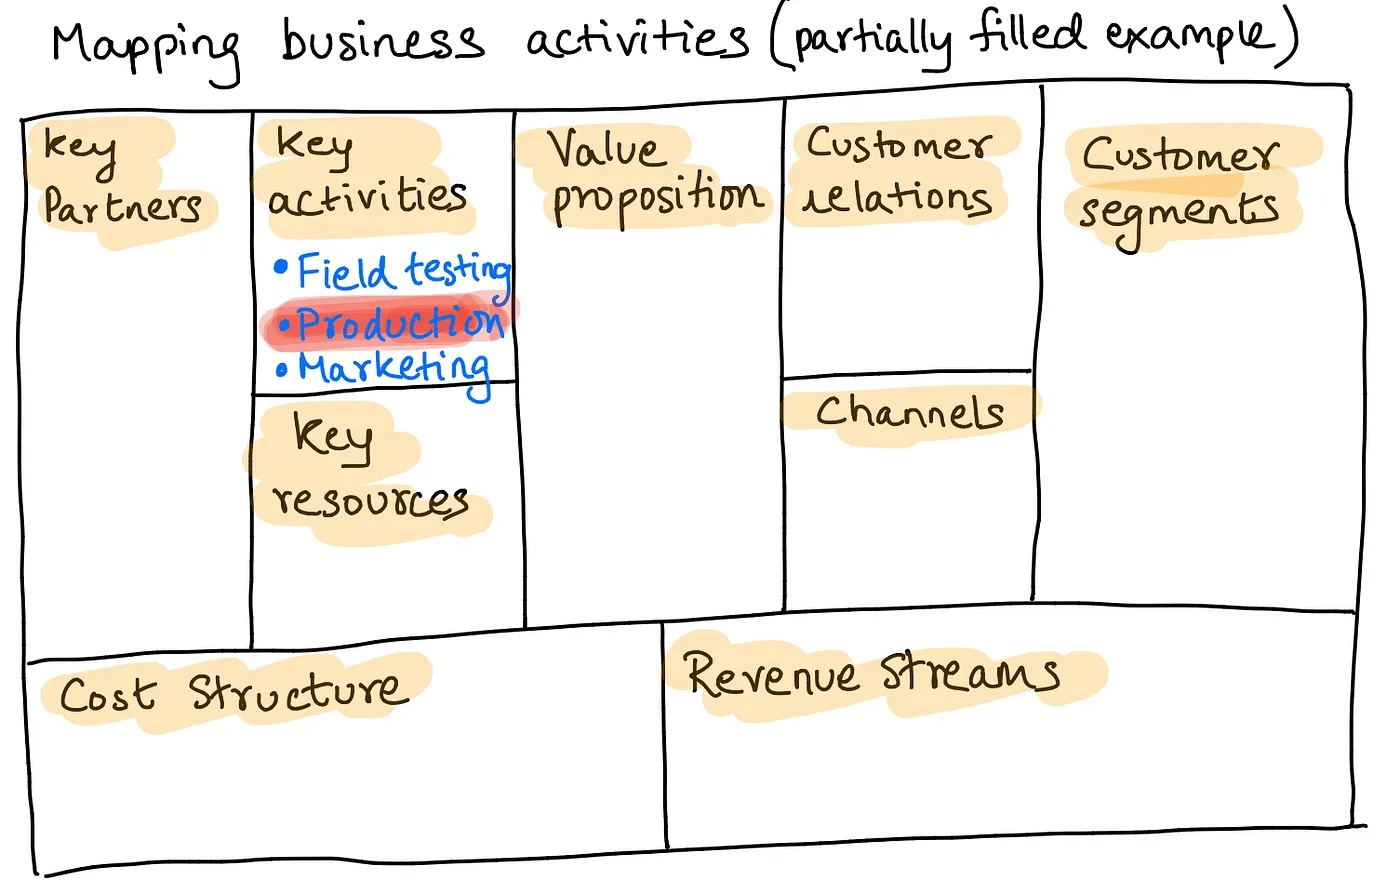 Mapping business activities (partially filled example)
key
Partners
Key
activities
• Field testing
• Production
• Marketing
Key
resources
Value
proposition
Customer
relations
Channels
Customer
segments
Cost Structure
Revenue Streams